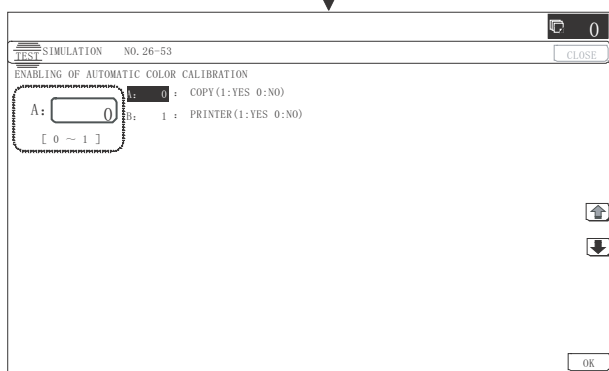 0
TEST SIMULATION NO.26-53
CLOSE
ENABLING OF AUTOMATIC COLOR CALIBRATION
A: 0
[ 0 ~ 1 ]
A: 0 : COPY(1:YES 0:NO)
B: 1 : PRINTER(1:YES 0:NO)
OK